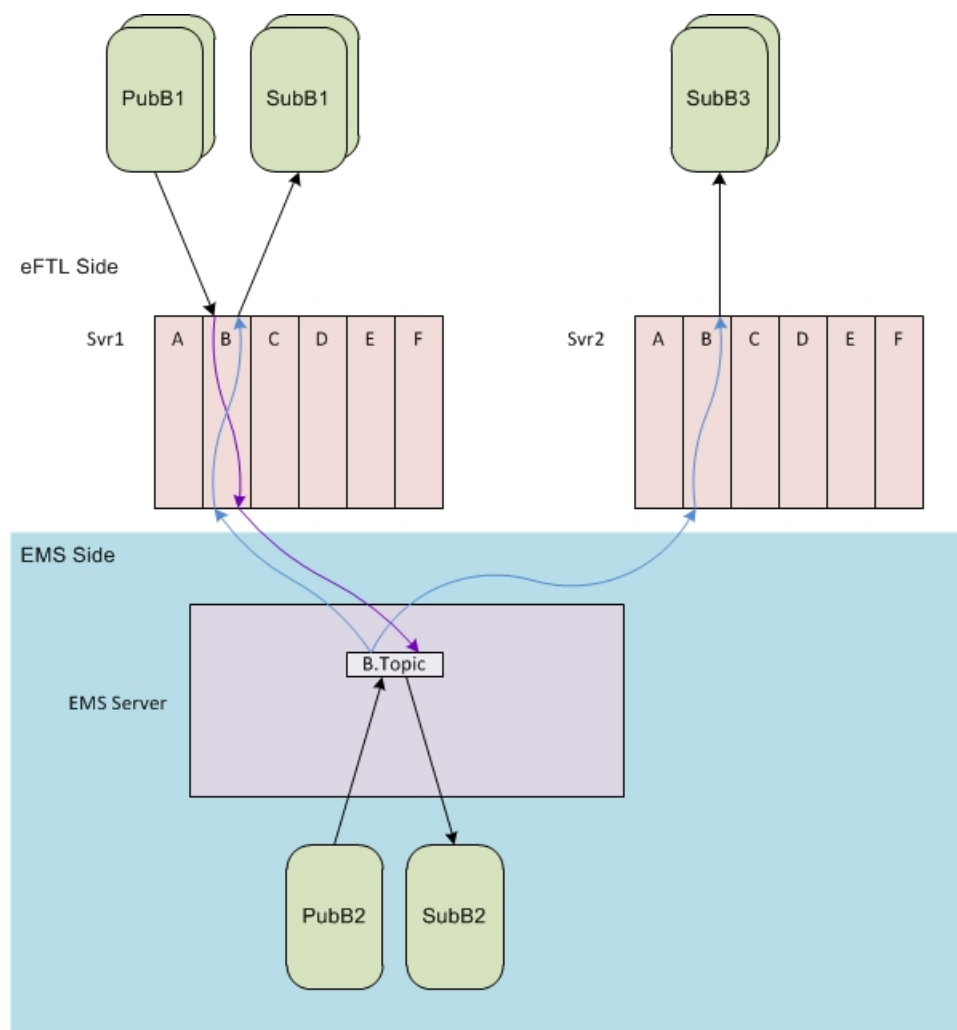 PubB1 SubB1 SubB3
eFTL Side
Svr1 A B C D E F Svr2 A B C D E F
EMS Side
B.Topic
EMS Server
PubB2 SubB2